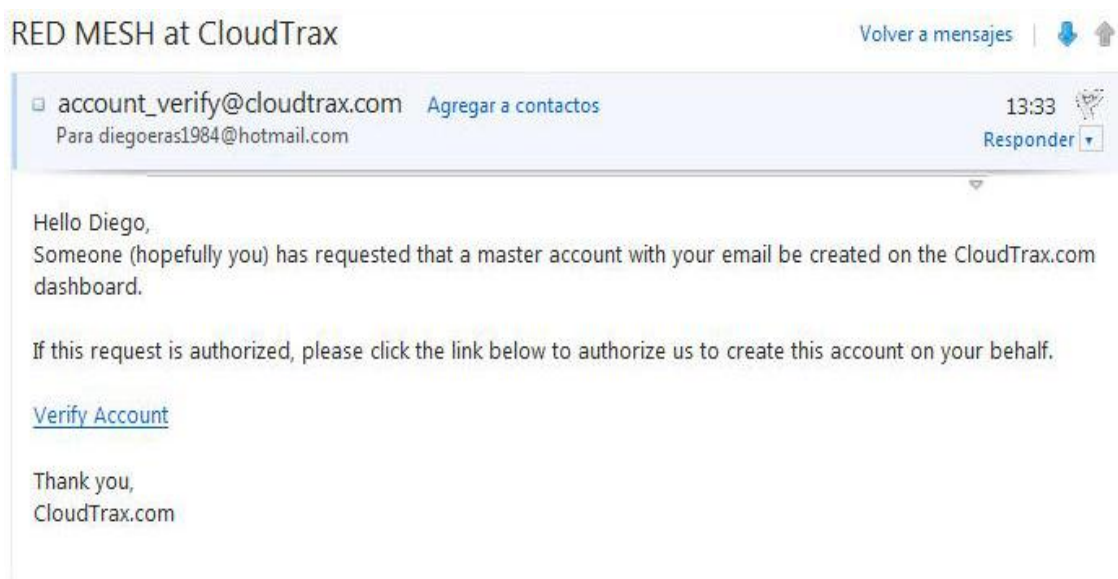 RED MESH at CloudTrax
Volver a mensajes
account_verify@cloudtrax.com Agregar a contactos
13:33
Para diegoeras1984@hotmail.com
Responder
Hello Diego,
Someone (hopefully you) has requested that a master account with your email be created on the CloudTrax.com
dashboard.
If this request is authorized, please click the link below to authorize us to create this account on your behalf.
Verify Account
Thank you,
CloudTrax.com